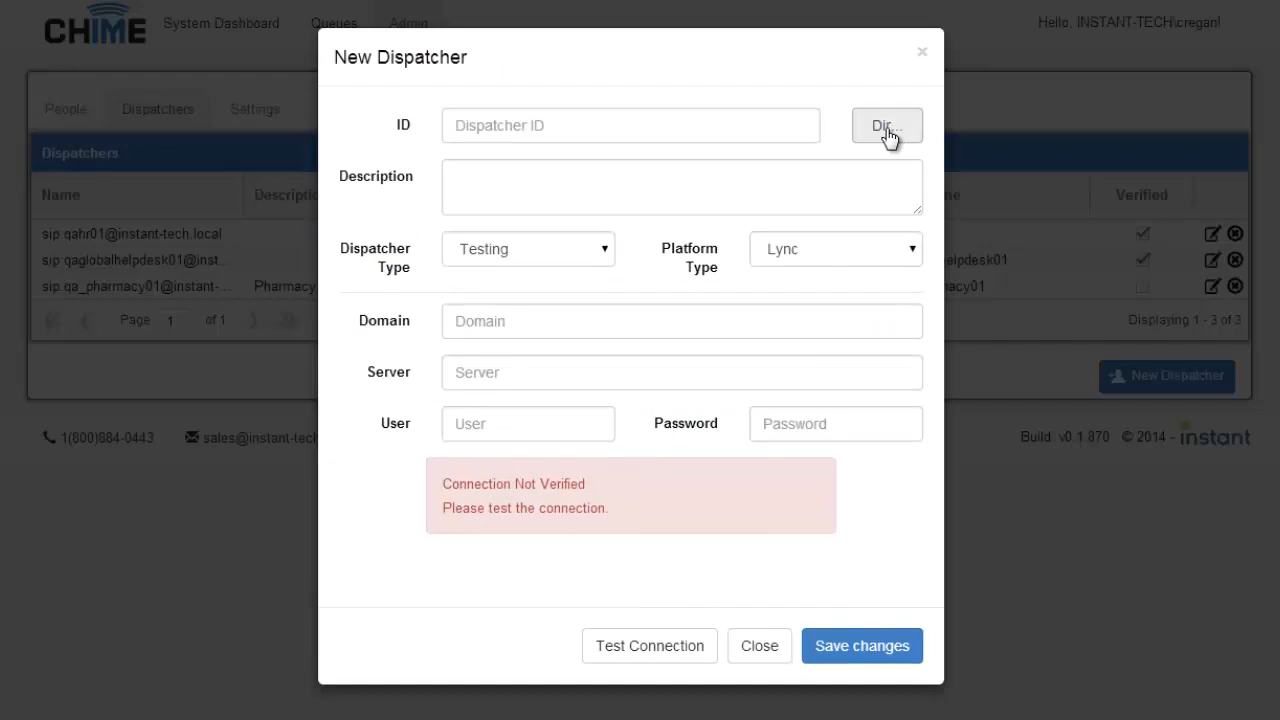 CHIME System Dashboard Queues Admin Hello, INSTANT-TECH\cregan!
New Dispatcher ×
People Dispatchers Settings
ID Dispatcher ID Dir...
Dispatchers
Description
Name Descriptio Verified
sip:qahr01@instant-tech.local
Dispatcher Type Testing Platform Type Lync
sip:qaglobalhelpdesk01@inst... elpdesk01
sip:qa_pharmacy01@instant-... Pharmacy macy01
Page 1 of 1 Displaying 1 - 3 of 3
Domain Domain
Server Server
New Dispatcher
User User Password Password
1(800)884-0443 sales@instant-tech Build: v0.1.870 © 2014 - instant
Connection Not Verified
Please test the connection.
Test Connection Close Save changes